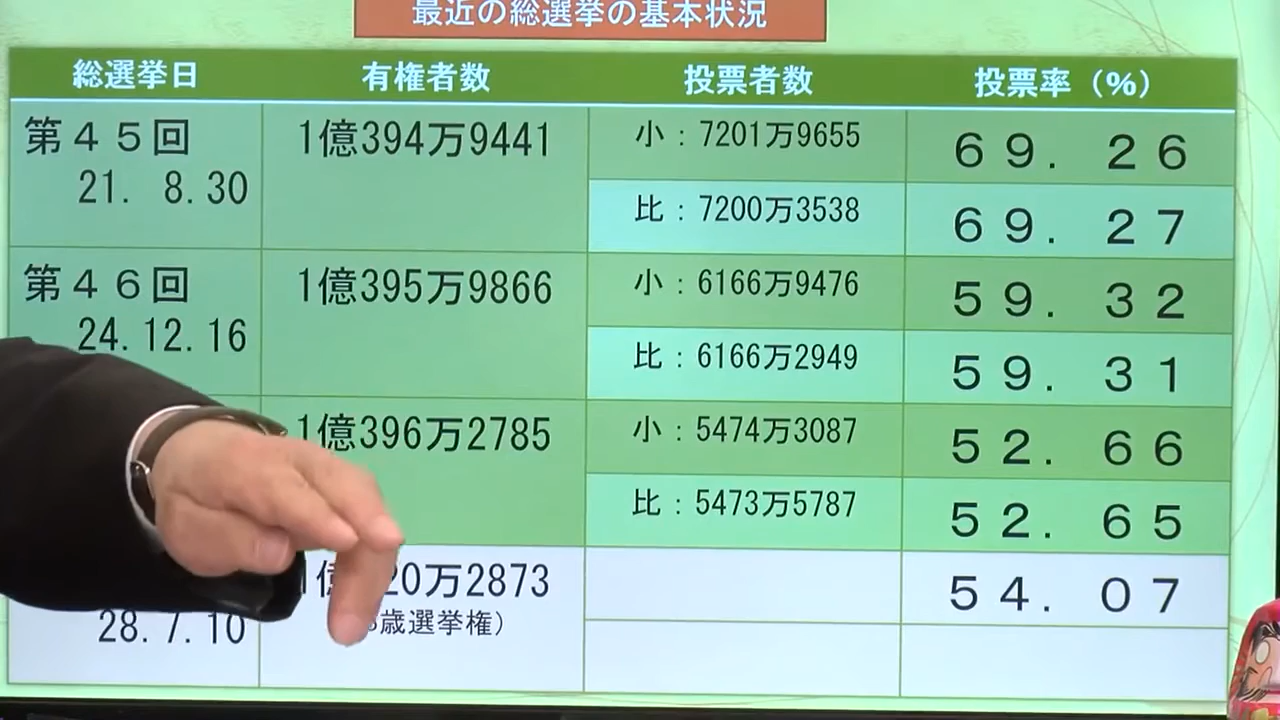 最近の総選挙の基本状況
総選挙日 有権者数 投票者数 投票率（％）
第４５回 1億394万9441 小：7201万9655 ６９．２６
21. 8.30 比：7200万3538 ６９．２７
第４６回 1億395万9866 小：6166万9476 ５９．３２
24.12.16 比：6166万2949 ５９．３１
1億396万2785 小：5474万3087 ５２．６６
比：5473万5787 ５２．６５
20万2873 ５４．０７
28.7.10 歳選挙権）